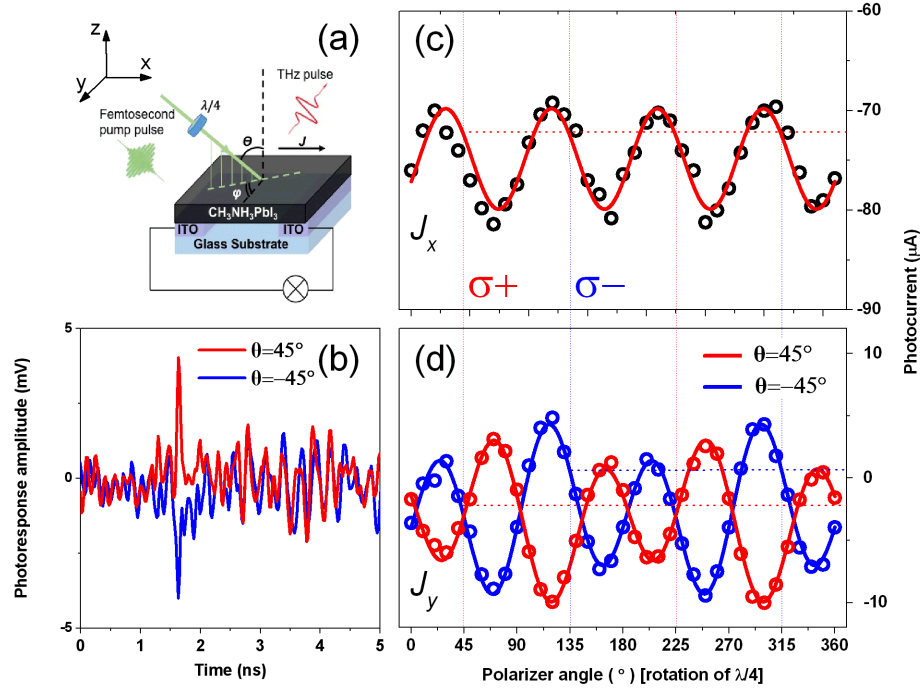 (a)
z
x
y
λ/4
THz pulse
Femtosecond
pump pulse
θ
J
φ
CH₃NH₃PbI₃
ITO
ITO
Glass Substrate
(b)
5
0
-5
Photoresponse amplitude (mV)
θ=45°
θ=−45°
0 1 2 3 4 5
Time (ns)
(c)
-60
-70
-80
-90
Jx
σ+
σ−
Photocurrent (μA)
(d)
θ=45°
θ=−45°
10
0
-10
Jy
0 45 90 135 180 225 270 315 360
Polarizer angle ( ° ) [rotation of λ/4]